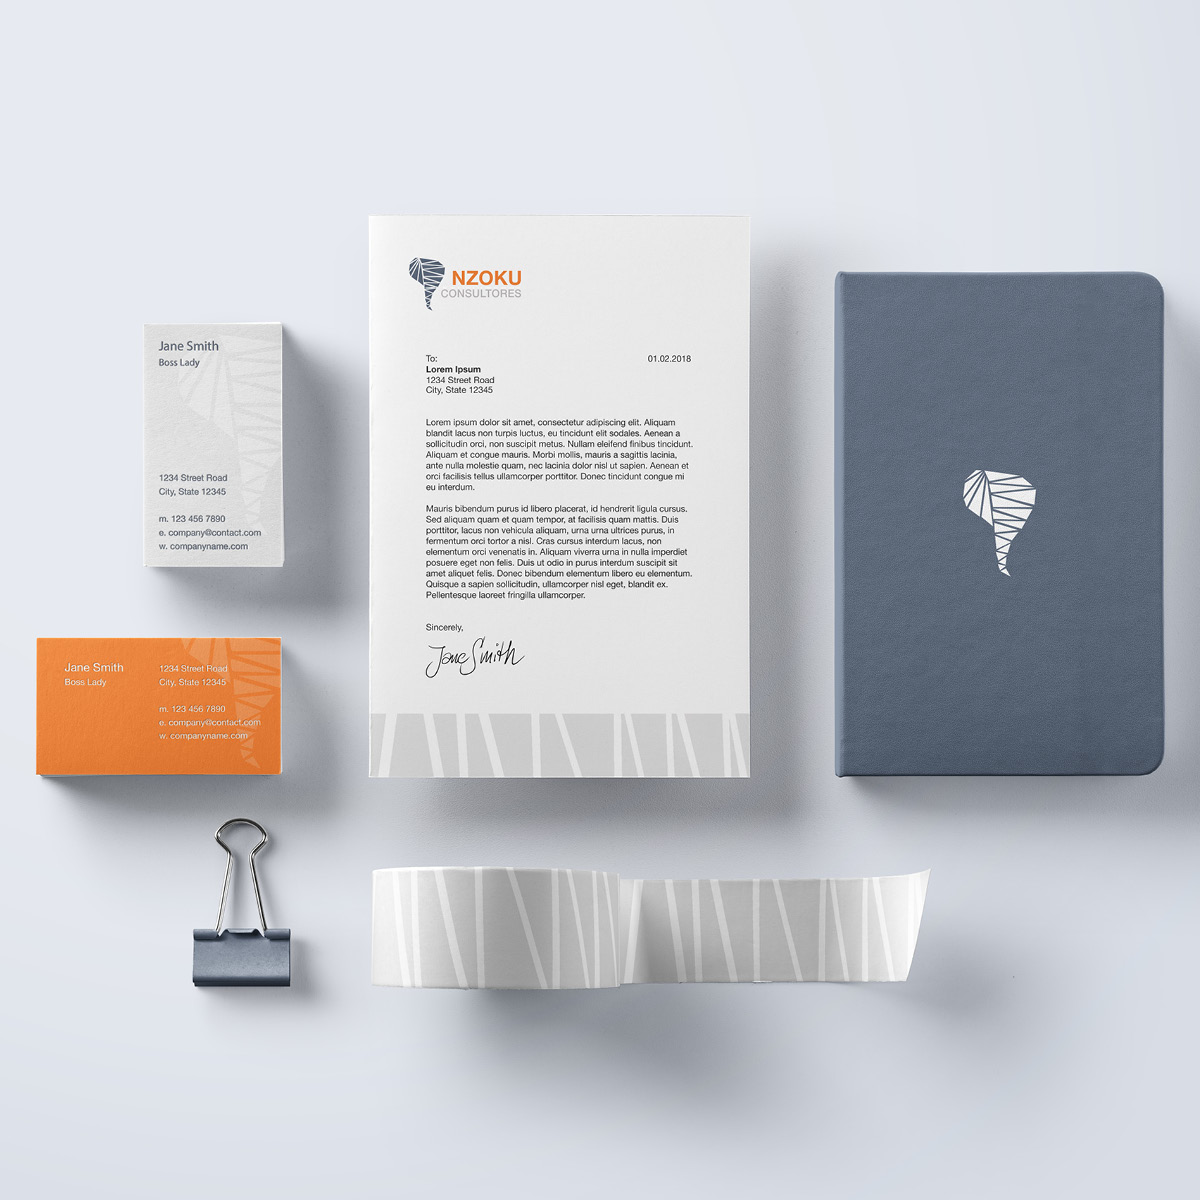 NZOKU
CONSULTORES
To:
01.02.2018
Lorem Ipsum
1234 Street Road
City, State 12345
Lorem ipsum dolor sit amet, consectetur adipiscing elit. Aliquam
blandit lacus non turpis luctus, eu tincidunt elit sodales. Aenean a
sollicitudin orci, non suscipit metus. Nullam eleifend finibus tincidunt.
Aliquam et congue mauris. Morbi mollis, mauris a sagittis lacinia,
ante nulla molestie quam, nec lacinia dolor nisl ut sapien. Aenean et
orci facilisis tellus ullamcorper porttitor. Donec tincidunt congue mi
eu interdum.
Mauris bibendum purus id libero placerat, id hendrerit ligula cursus.
Sed aliquam quam et quam tempor, at facilisis quam mattis. Duis
porttitor, lacus non vehicula aliquam, urna urna ultrices purus, in
fermentum orci tortor a nisl. Cras cursus interdum lacus, non
elementum orci venenatis in. Aliquam viverra urna in nulla imperdiet
posuere eget non felis. Duis ut odio in purus interdum suscipit sit
amet aliquet felis. Donec bibendum elementum libero eu elementum.
Quisque a sapien sollicitudin, ullamcorper nisl eget, blandit ex.
Pellentesque laoreet fringilla ullamcorper.
Sincerely,
Jane Smith
Jane Smith
Boss Lady
1234 Street Road
City, State 12345
m. 123 456 7890
e. company@contact.com
w. companyname.com
Jane Smith
Boss Lady
1234 Street Road
City, State 12345
m. 123 456 7890
e. company@contact.com
w. companyname.com